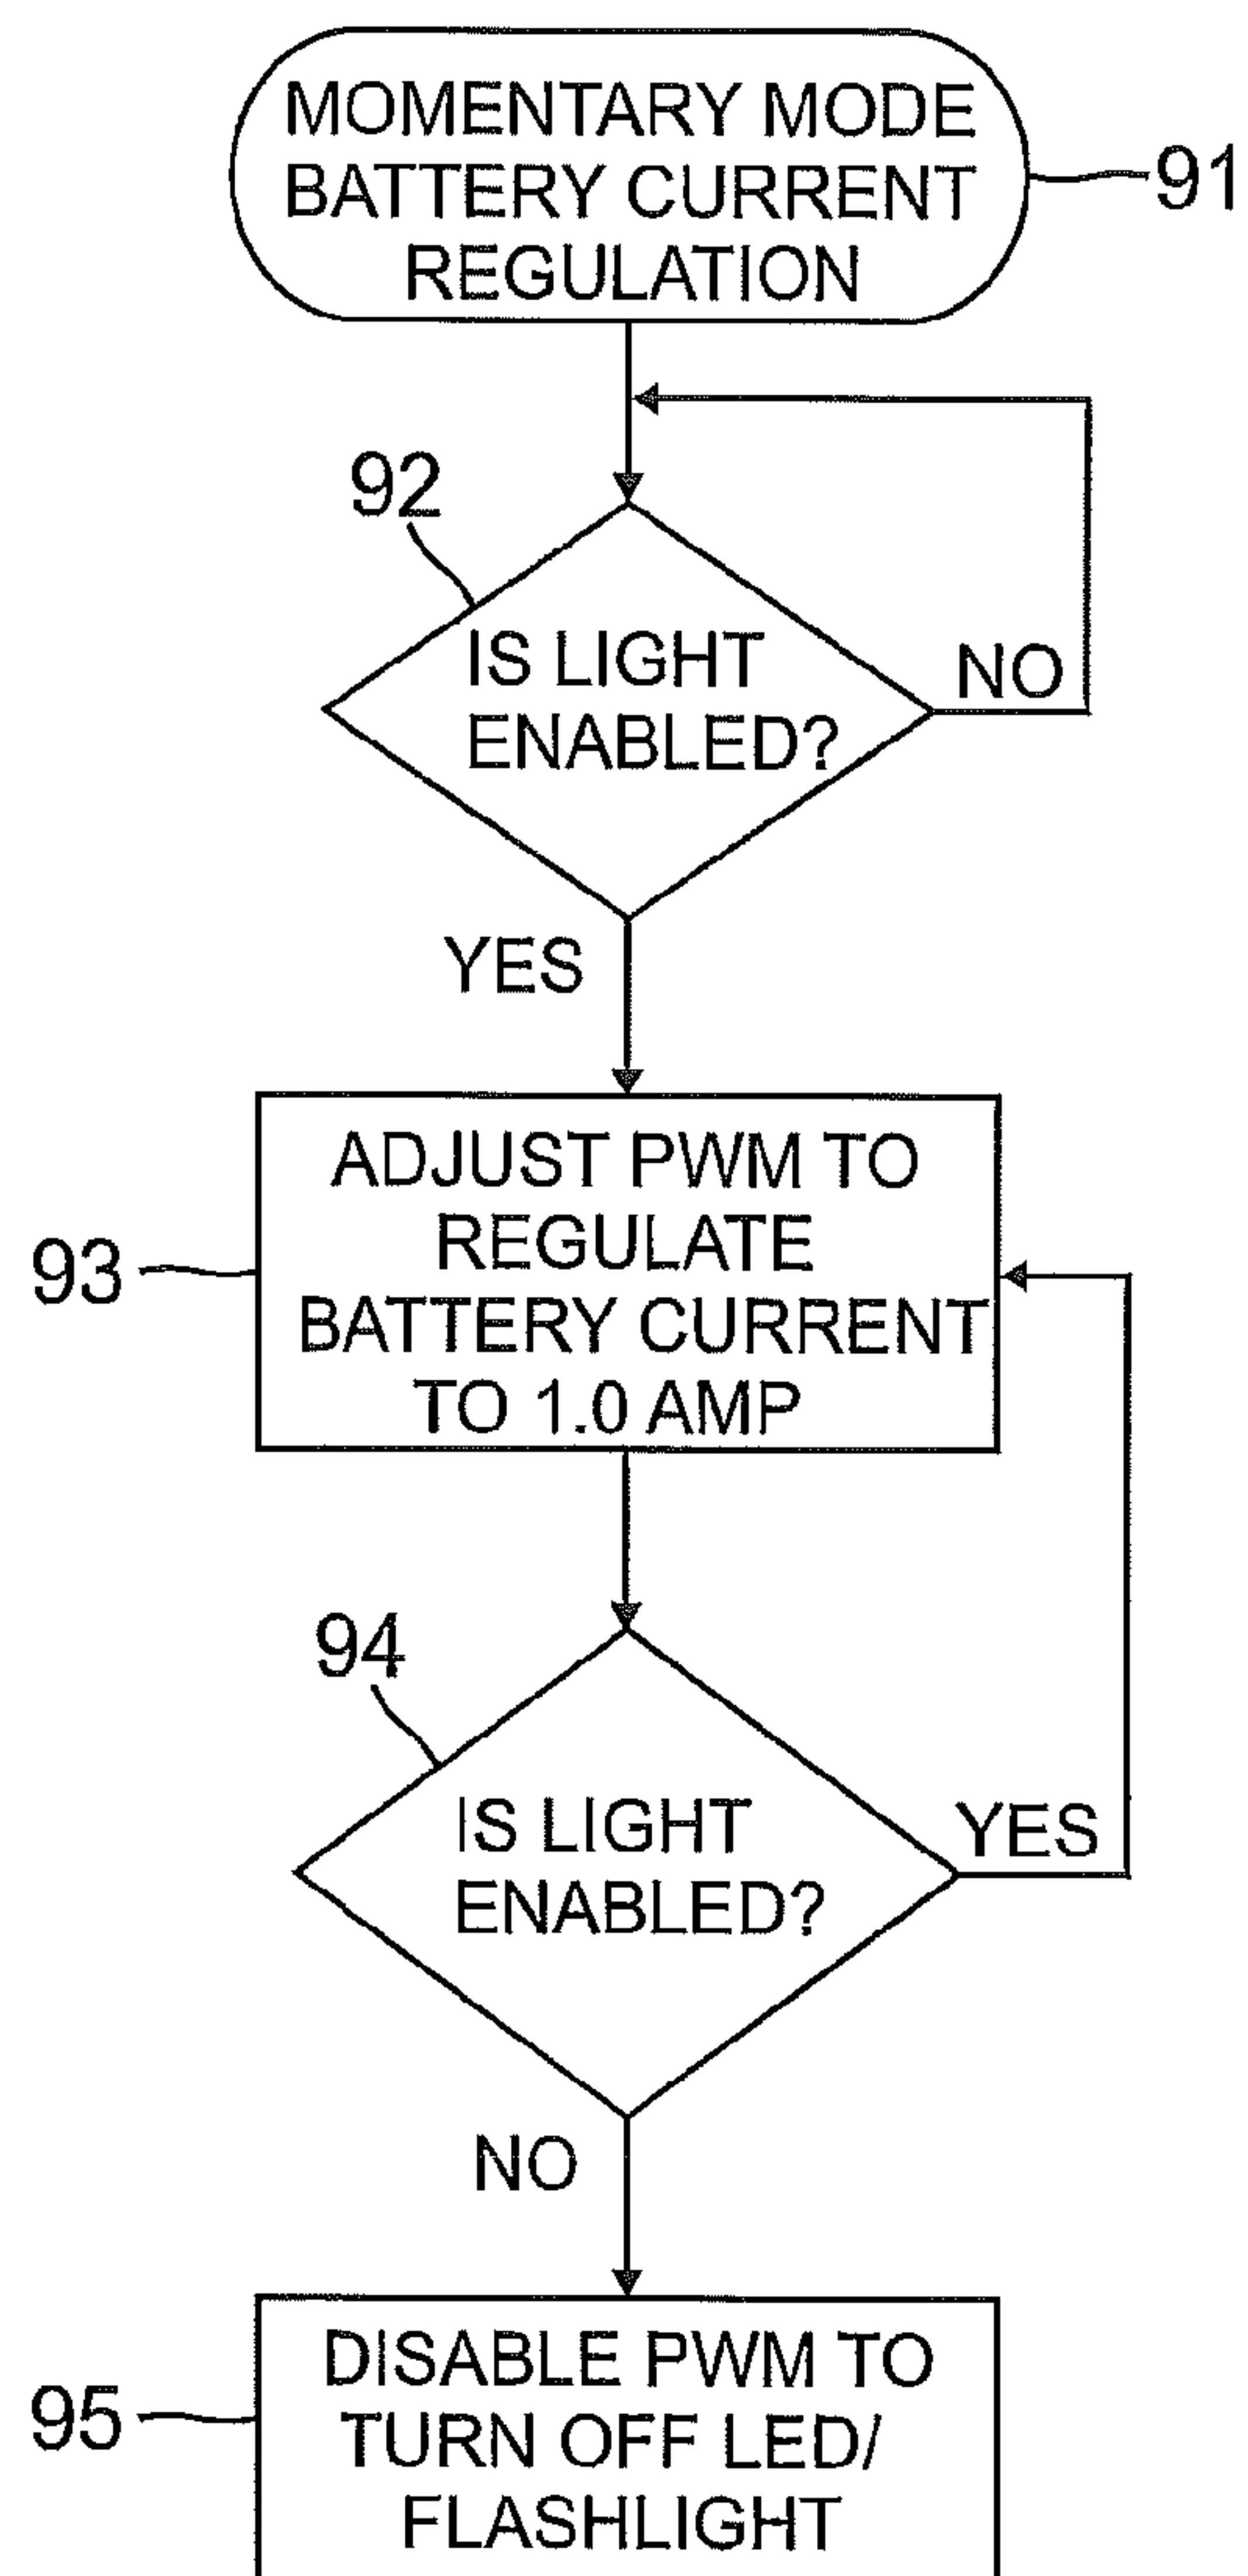 MOMENTARY MODE
BATTERY CURRENT
REGULATION
91
92
IS LIGHT
ENABLED?
NO
YES
93
ADJUST PWM TO
REGULATE
BATTERY CURRENT
TO 1.0 AMP
94
IS LIGHT
ENABLED?
YES
NO
95
DISABLE PWM TO
TURN OFF LED/
FLASHLIGHT